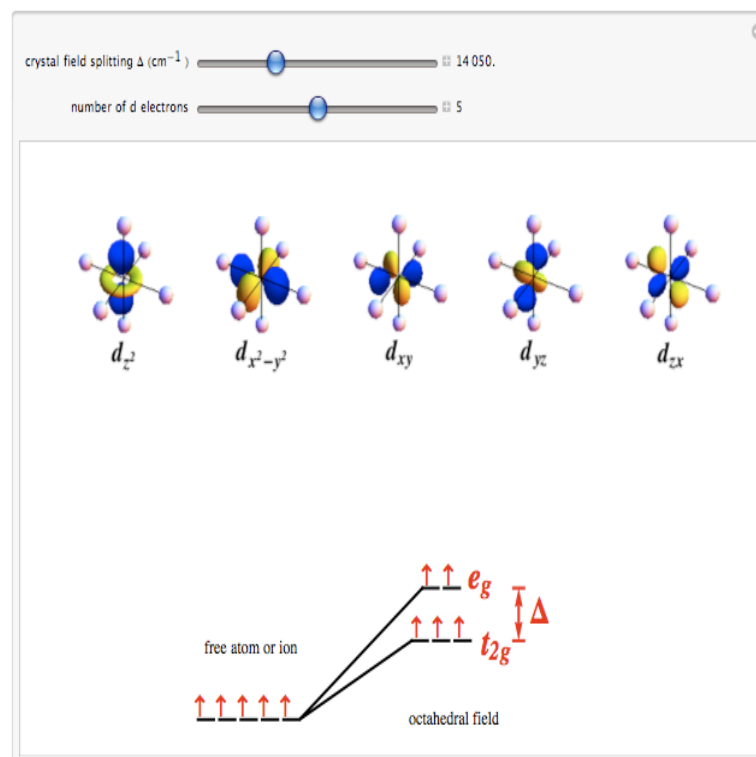 crystal field splitting Δ (cm⁻¹) 14 050.
number of d electrons 5
d_z² d_x²−y² d_xy d_yz d_zx
e_g
Δ
t_2g
free atom or ion
octahedral field